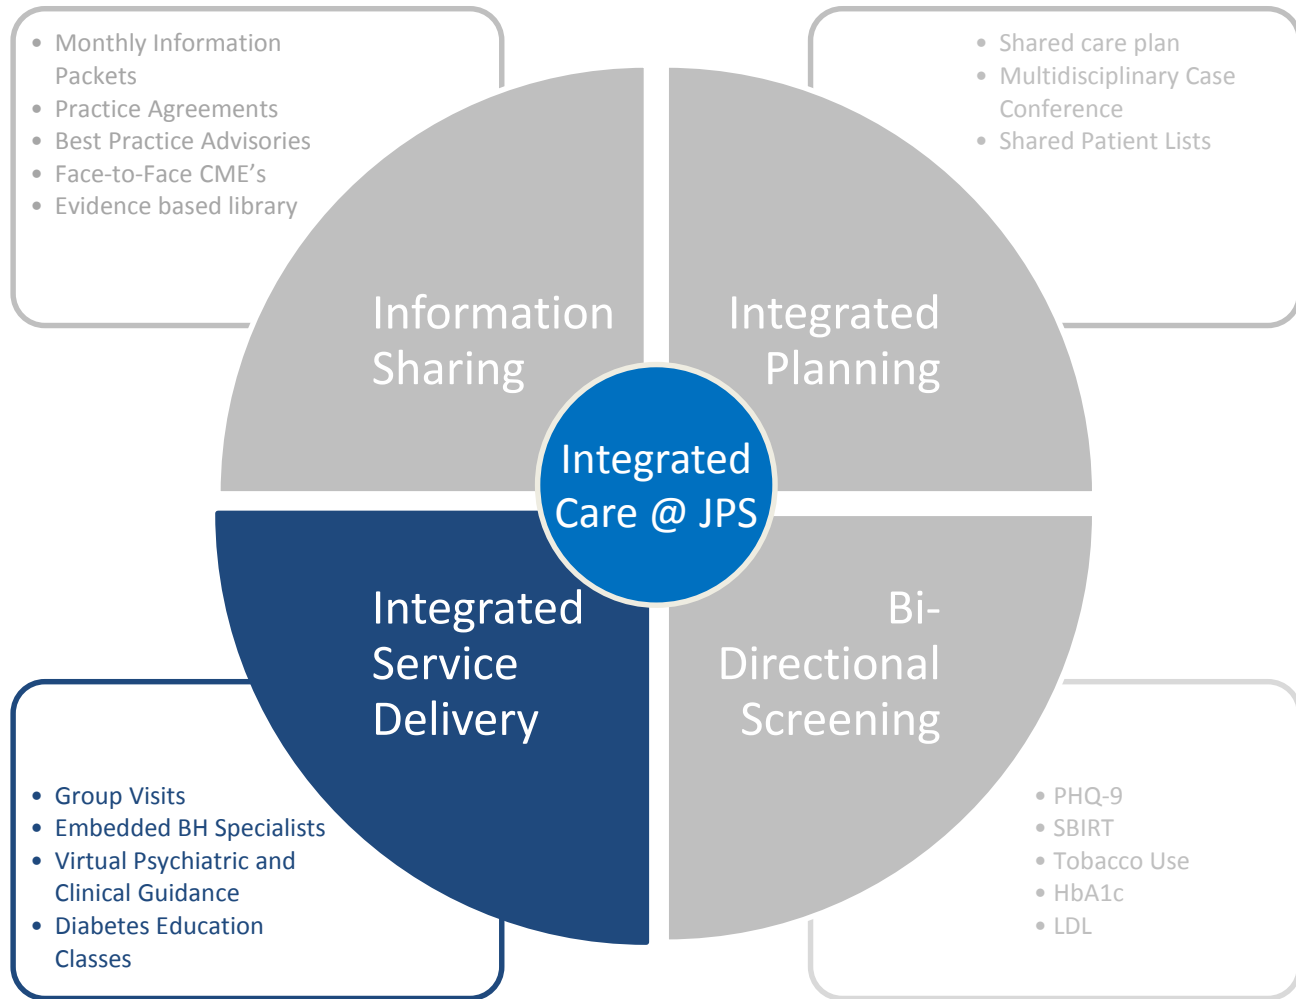 • Monthly Information
Packets
• Practice Agreements
• Best Practice Advisories
• Face-to-Face CME’s
• Evidence based library
• Shared care plan
• Multidisciplinary Case
Conference
• Shared Patient Lists
Information
Sharing
Integrated
Planning
Integrated
Care @ JPS
Integrated
Service
Delivery
Bi-
Directional
Screening
• Group Visits
• Embedded BH Specialists
• Virtual Psychiatric and
Clinical Guidance
• Diabetes Education
Classes
• PHQ-9
• SBIRT
• Tobacco Use
• HbA1c
• LDL